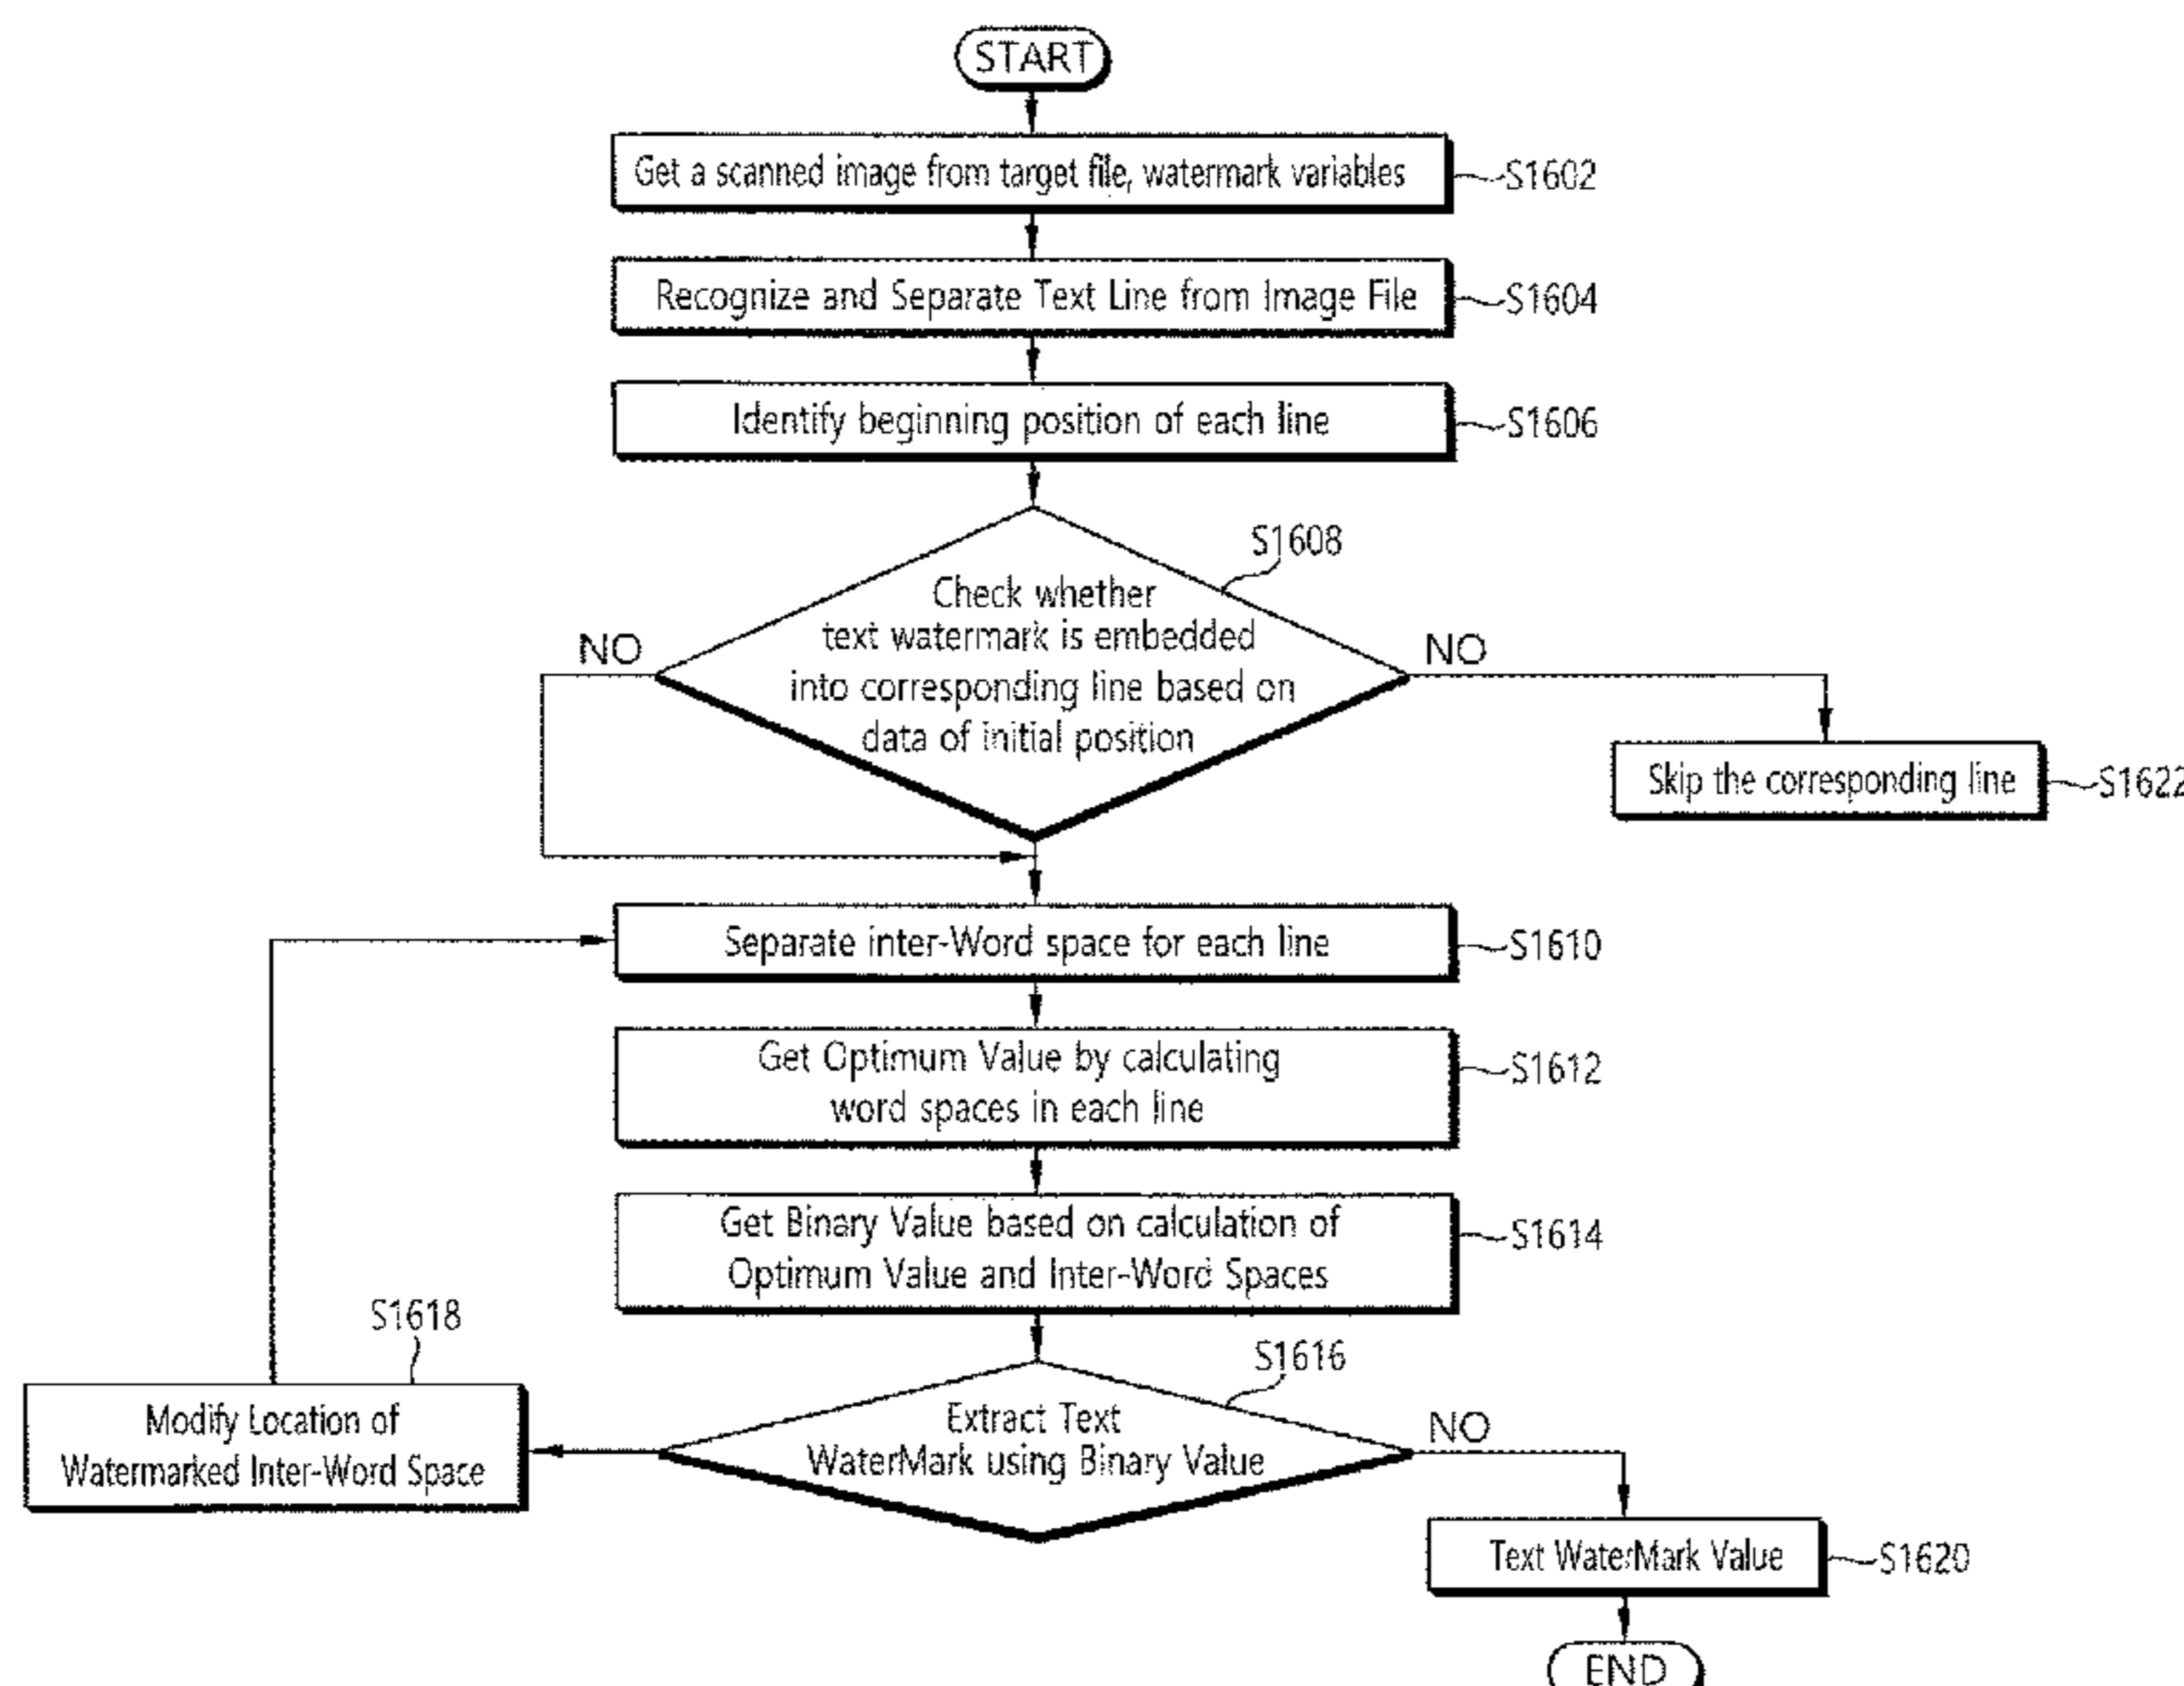 START
Get a scanned image from target file, watermark variables
S1602
Recognize and Separate Text Line from Image File
S1604
Identify beginning position of each line
S1606
S1608
Check whether
text watermark is embedded
into corresponding line based on
data of initial position
NO
NO
Skip the corresponding line
S1622
Separate inter-Word space for each line
S1610
Get Optimum Value by calculating
word spaces in each line
S1612
Get Binary Value based on calculation of
Optimum Value and Inter-Word Spaces
S1614
S1618
Modify Location of
Watermarked Inter-Word Space
S1616
Extract Text
WaterMark using Binary Value
NO
Text WaterMark Value
S1620
END